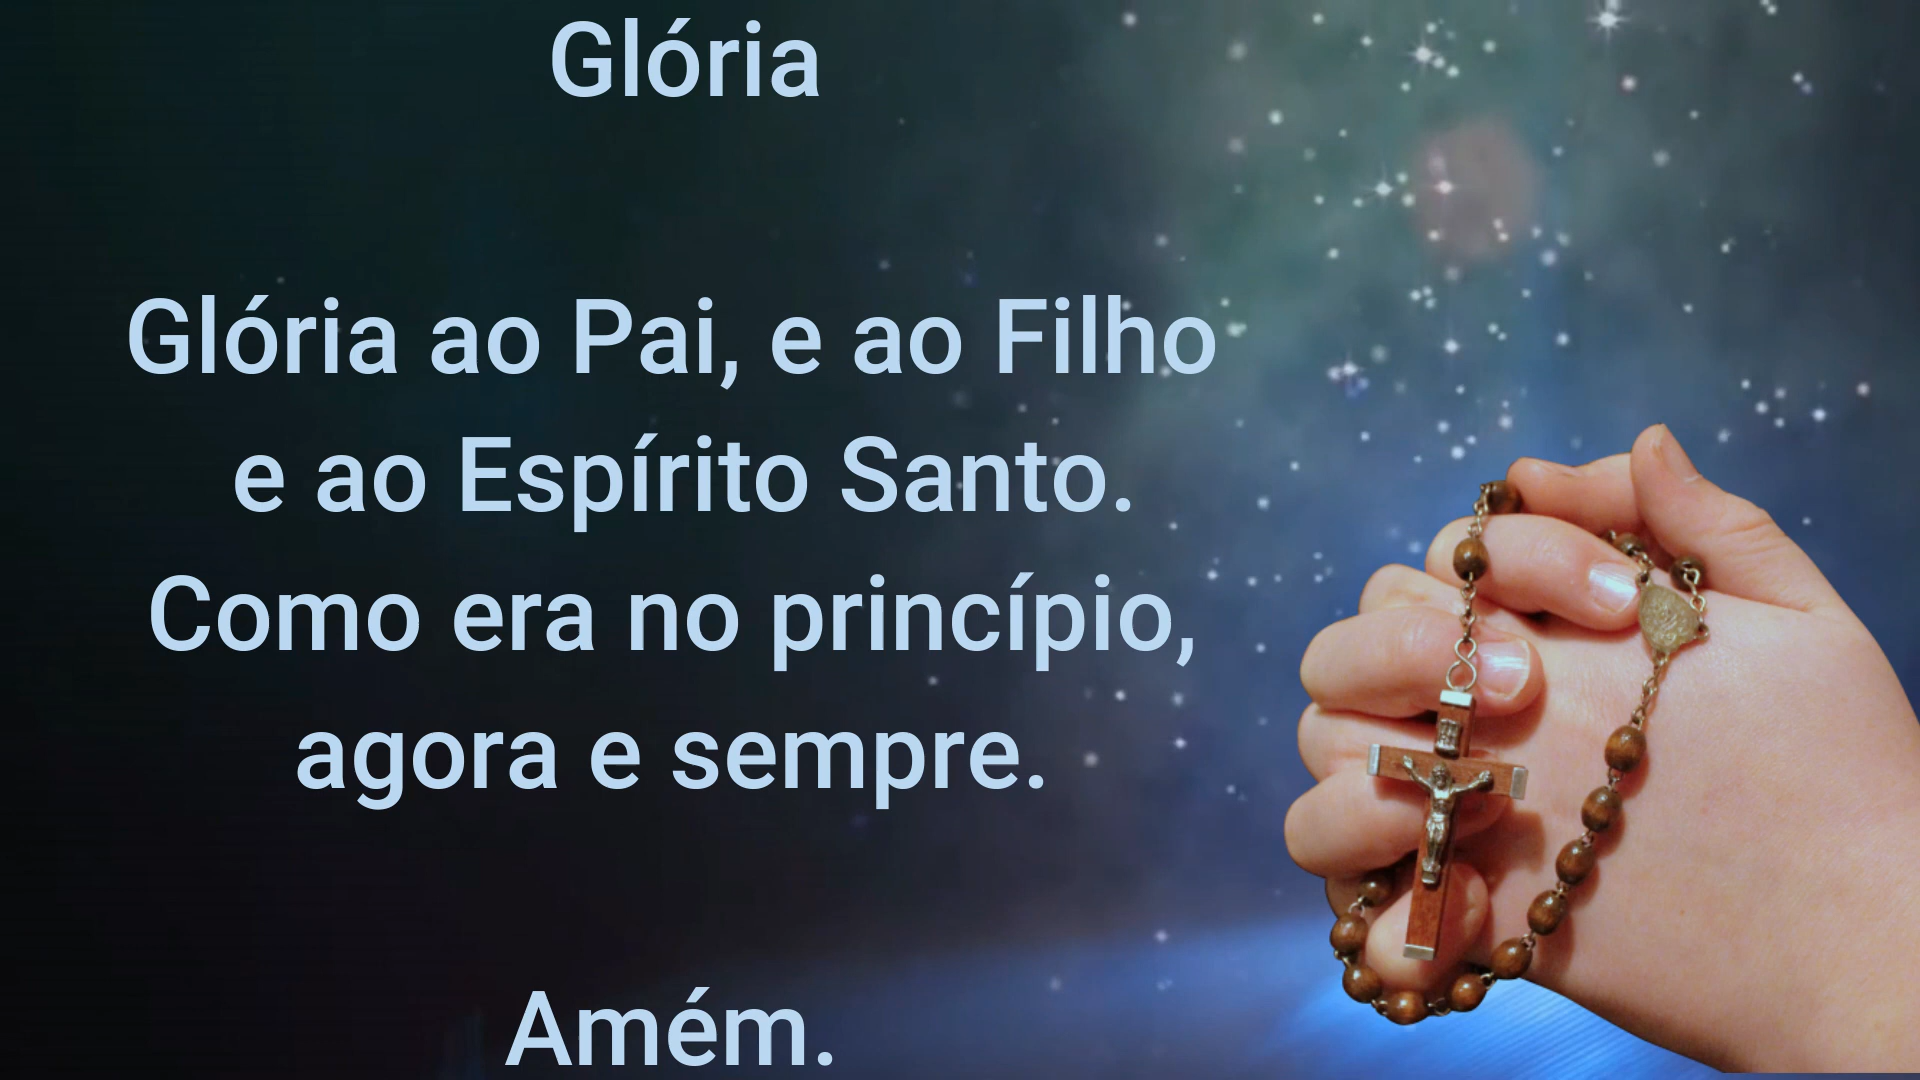 Glória
Glória ao Pai, e ao Filho
e ao Espírito Santo.
Como era no princípio,
agora e sempre.
Amém.